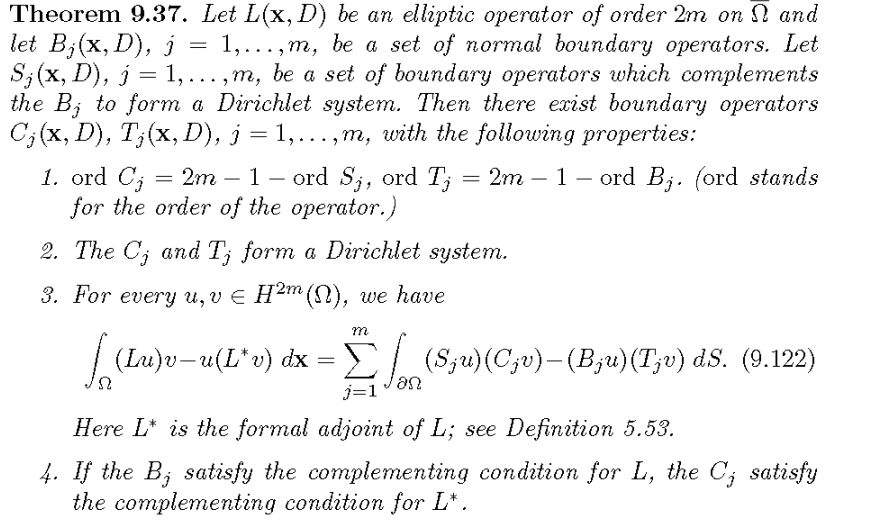 Theorem 9.37. Let L(x, D) be an elliptic operator of order 2m on Ω̅ and
let B_j(x, D), j = 1, . . . , m, be a set of normal boundary operators. Let
S_j(x, D), j = 1, . . . , m, be a set of boundary operators which complements
the B_j to form a Dirichlet system. Then there exist boundary operators
C_j(x, D), T_j(x, D), j = 1, . . . , m, with the following properties:
1. ord C_j = 2m − 1 − ord S_j, ord T_j = 2m − 1 − ord B_j. (ord stands
for the order of the operator.)
2. The C_j and T_j form a Dirichlet system.
3. For every u, v ∈ H^{2m}(Ω), we have
∫_Ω (Lu)v−u(L*v) dx = ∑_{j=1}^{m} ∫_{∂Ω} (S_ju)(C_jv)−(B_ju)(T_jv) dS. (9.122)
Here L* is the formal adjoint of L; see Definition 5.53.
4. If the B_j satisfy the complementing condition for L, the C_j satisfy
the complementing condition for L*.